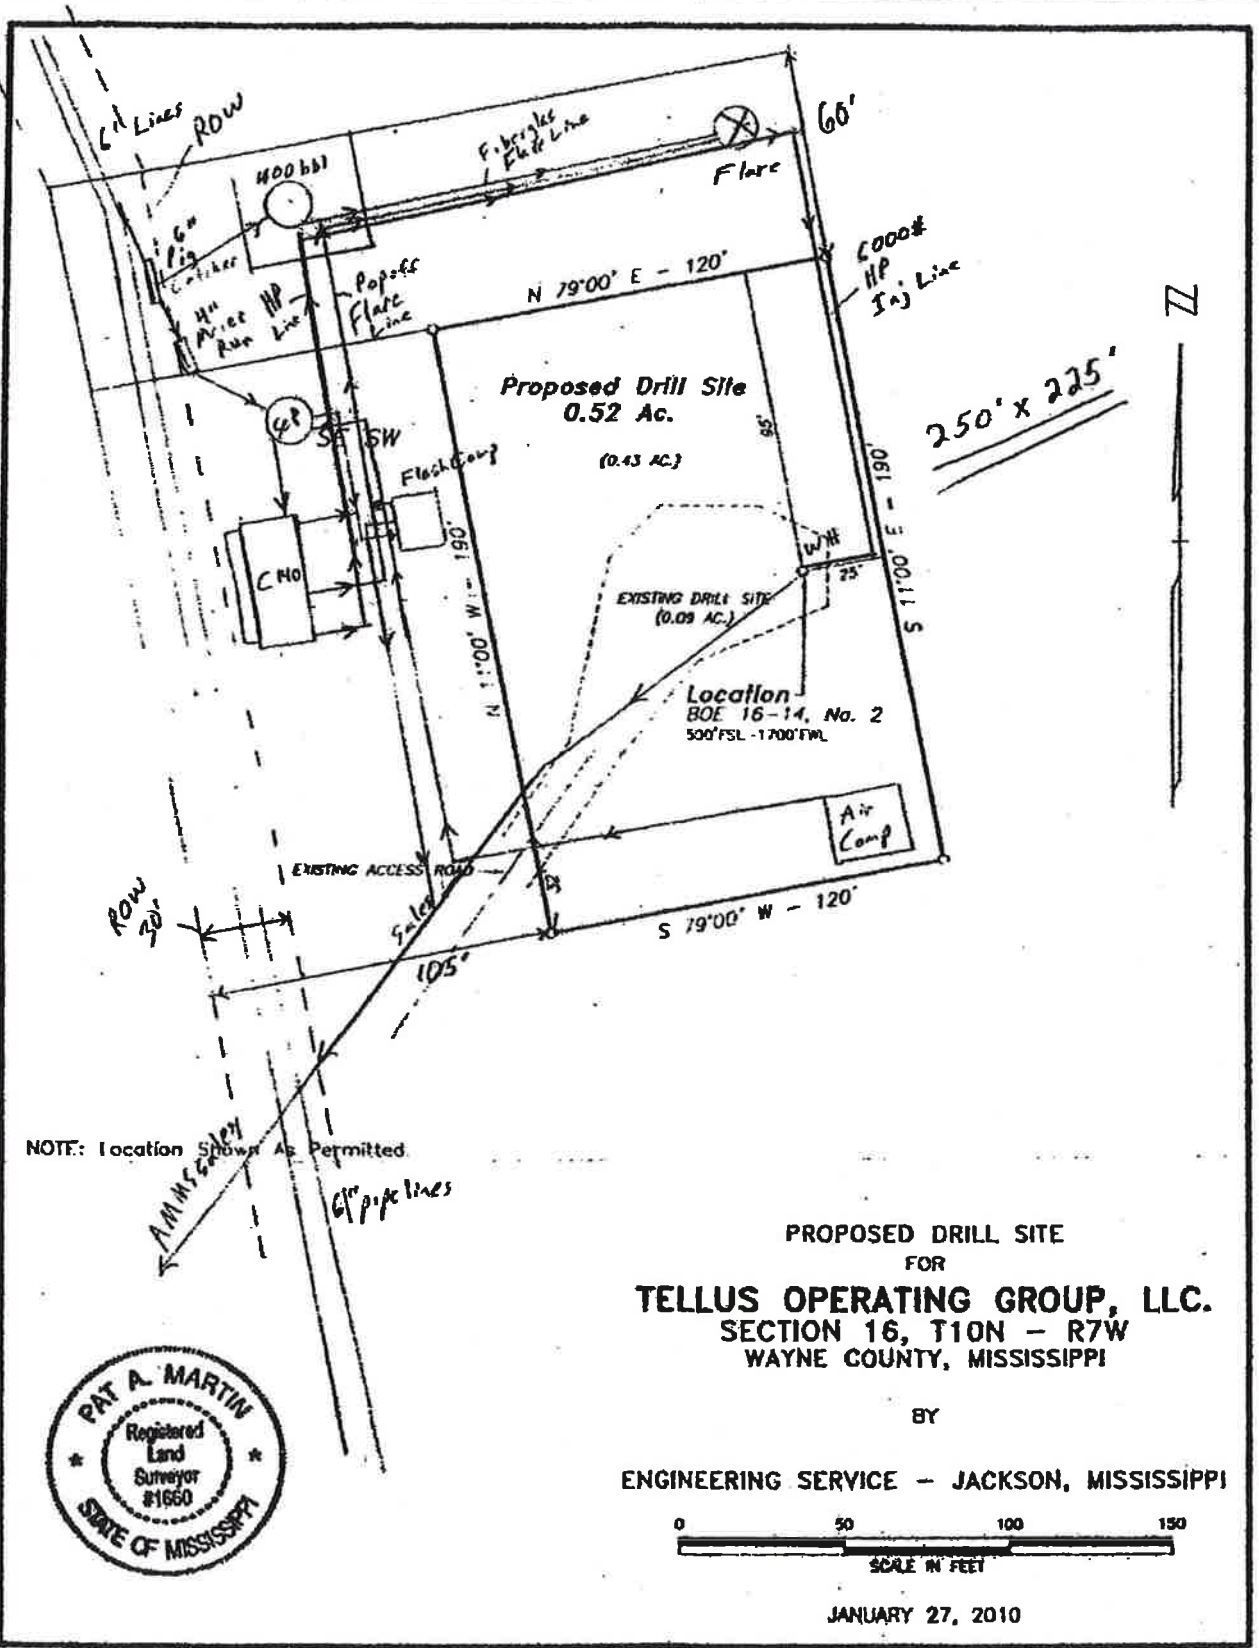 6" Lines
ROW
400 bbl
Fiberglas
Flare Line
Flare
60'
6"
Pig
Catcher
4"
Meter
Run
HP
Line
Popoff
Flare
Line
6000#
HP
Inj Line
N 79°00' E - 120'
Proposed Drill Site
0.52 Ac.
(0.43 AC.)
95'
250' x 225'
SW
Flash Comp
N 11°00' W - 190'
S 11°00' E - 190'
WH
25'
C 140
EXISTING DRILL SITE
(0.09 AC.)
Location
BOE 16-14, No. 2
500'FSL - 1700'FWL
Air
Comp
EXISTING ACCESS ROAD
Sales
S 79°00' W - 120'
ROW
30'
105'
NOTE: Location Shown As Permitted
AMMS Sales
6" pipelines
PROPOSED DRILL SITE
FOR
TELLUS OPERATING GROUP, LLC.
SECTION 16, T10N - R7W
WAYNE COUNTY, MISSISSIPPI
BY
ENGINEERING SERVICE - JACKSON, MISSISSIPPI
0 50 100 150
SCALE IN FEET
JANUARY 27, 2010
PAT A. MARTIN
Registered
Land
Surveyor
#1660
STATE OF MISSISSIPPI